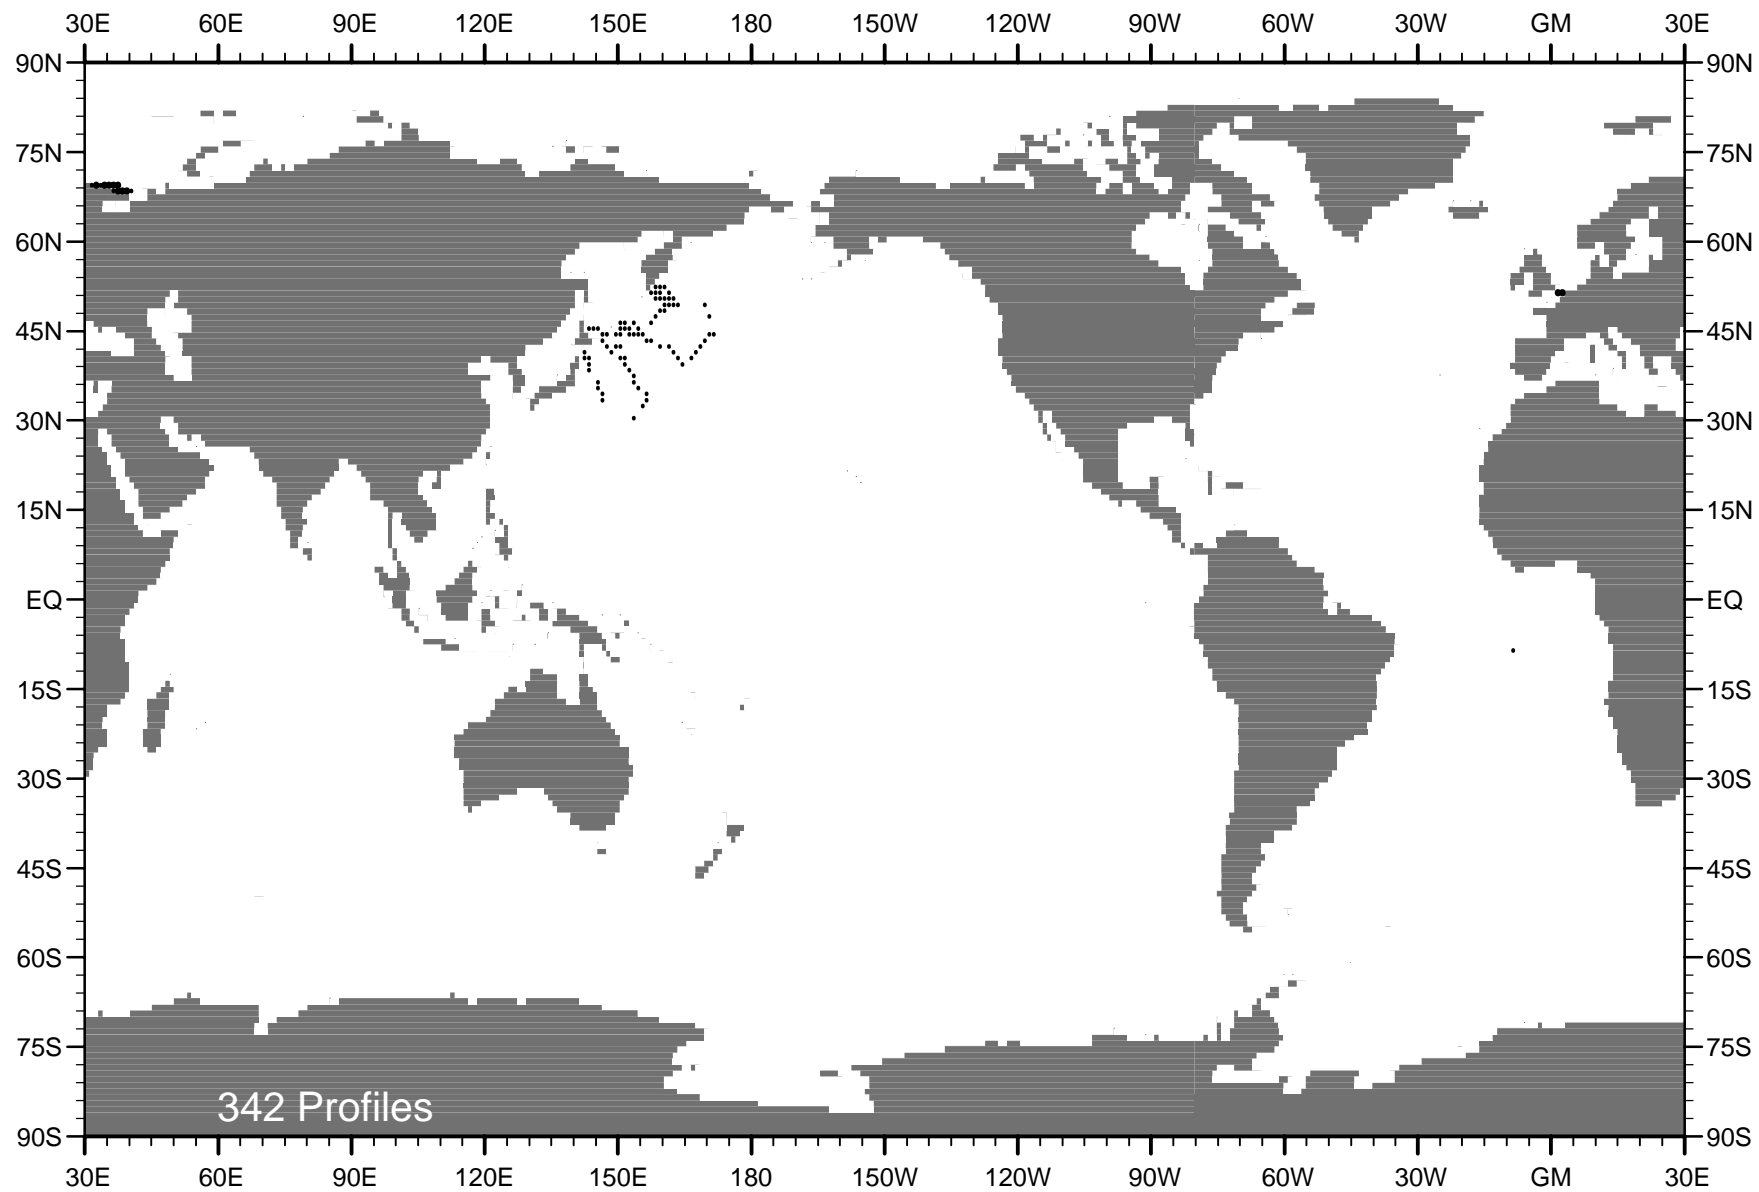 30E 60E 90E 120E 150E 180 150W 120W 90W 60W 30W GM 30E
90N 90N
75N 75N
60N 60N
45N 45N
30N 30N
15N 15N
EQ EQ
15S 15S
30S 30S
45S 45S
60S 60S
75S 75S
342 Profiles
90S 90S
30E 60E 90E 120E 150E 180 150W 120W 90W 60W 30W GM 30E